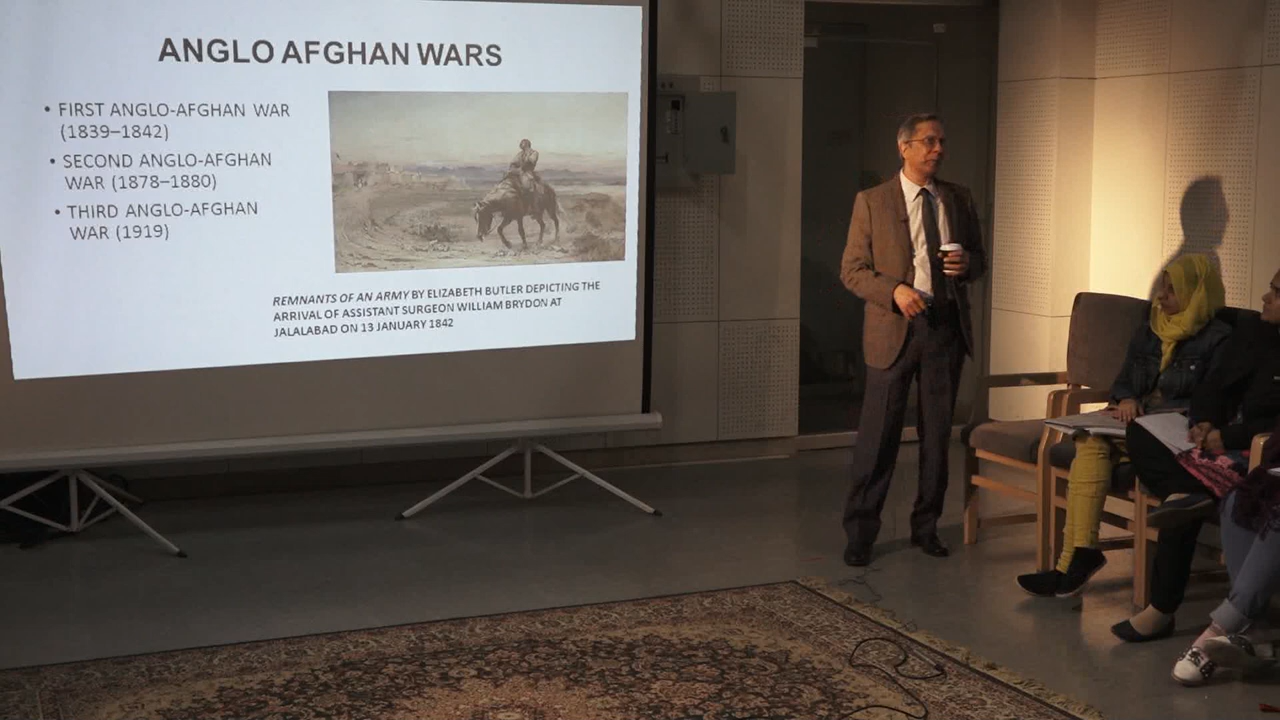 ANGLO AFGHAN WARS
• FIRST ANGLO-AFGHAN WAR
(1839–1842)
• SECOND ANGLO-AFGHAN
WAR (1878–1880)
• THIRD ANGLO-AFGHAN
WAR (1919)
REMNANTS OF AN ARMY BY ELIZABETH BUTLER DEPICTING THE
ARRIVAL OF ASSISTANT SURGEON WILLIAM BRYDON AT
JALALABAD ON 13 JANUARY 1842